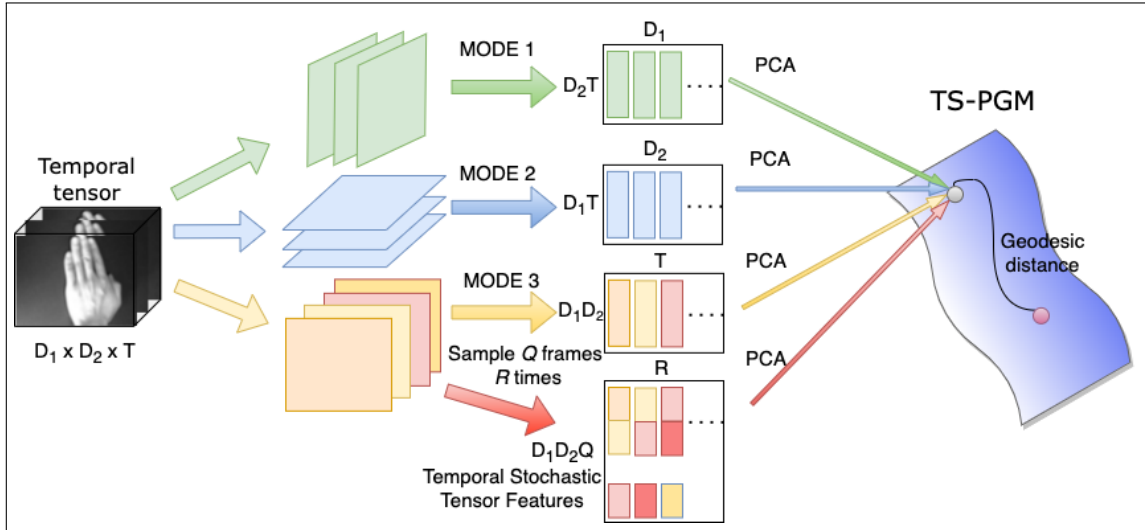 Temporal
tensor
D₁ x D₂ x T
MODE 1
D₁
D₂T
. . . .
PCA
MODE 2
D₂
D₁T
. . . .
PCA
MODE 3
T
D₁D₂
. . . .
PCA
Sample Q frames
R times
R
. . . .
D₁D₂Q
PCA
Temporal Stochastic
Tensor Features
TS-PGM
Geodesic
distance